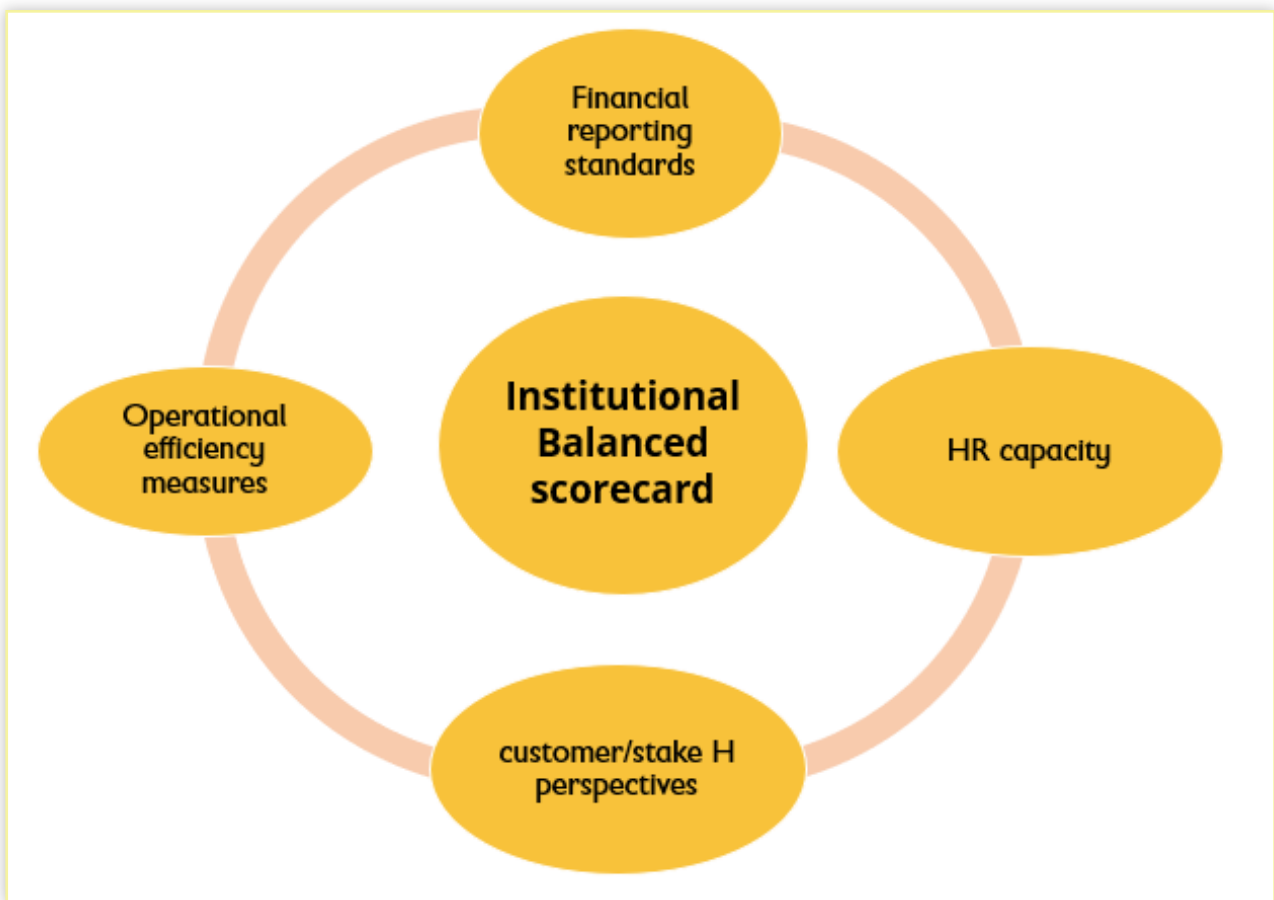 Financial
reporting
standards
Operational
efficiency
measures
Institutional
Balanced
scorecard
HR capacity
customer/stake H
perspectives